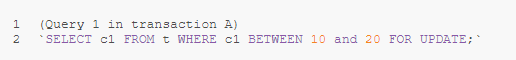 1 (Query 1 in transaction A)
2 `SELECT c1 FROM t WHERE c1 BETWEEN 10 and 20 FOR UPDATE;`